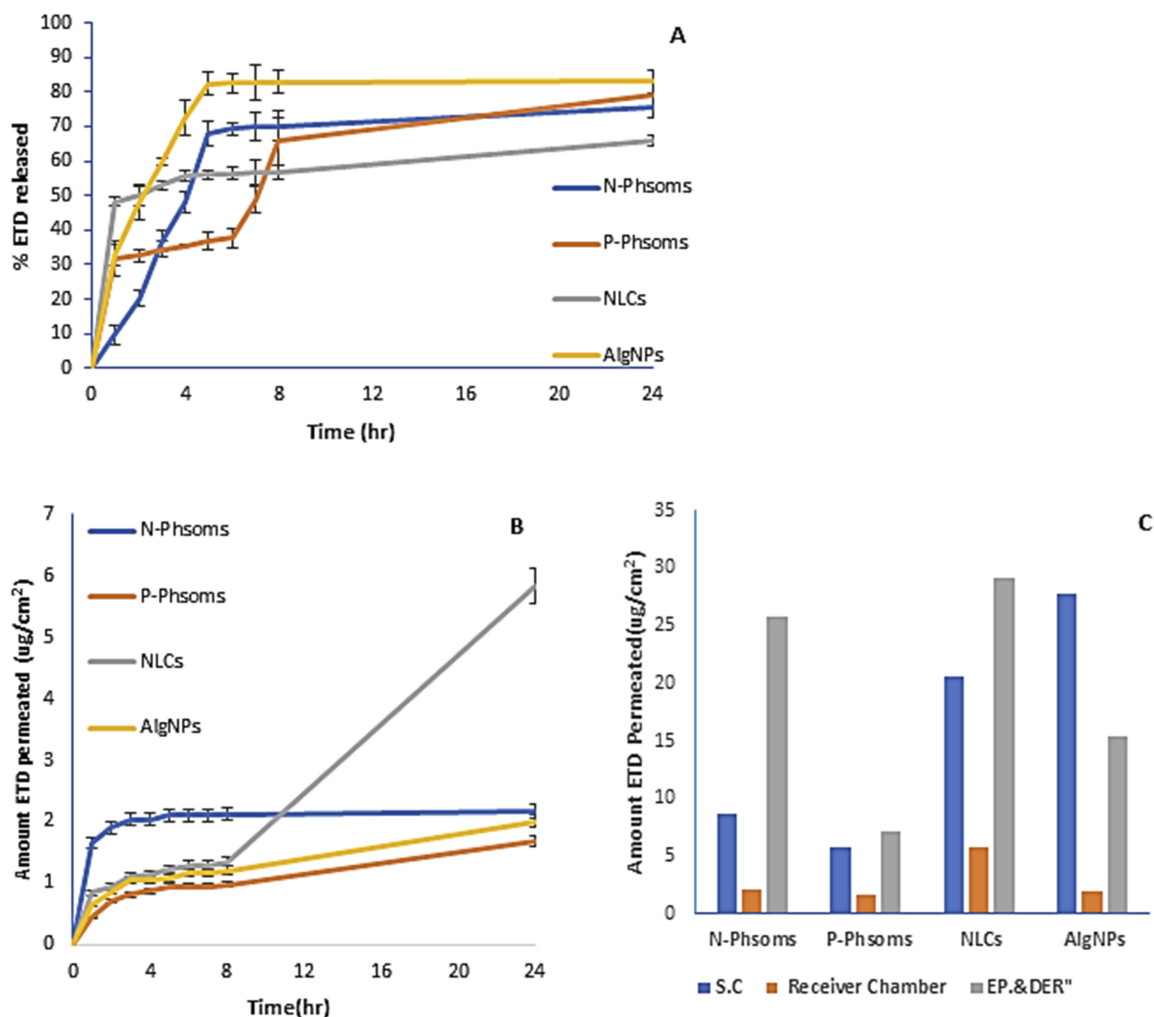 A
% ETD released
100
90
80
70
60
50
40
30
20
10
0
0 4 8 12 16 20 24
Time (hr)
N-Phsoms
P-Phsoms
NLCs
AlgNPs
B
Amount ETD permeated (ug/cm²)
7
6
5
4
3
2
1
0
0 4 8 12 16 20 24
Time(hr)
N-Phsoms
P-Phsoms
NLCs
AlgNPs
C
Amount ETD Permeated(ug/cm²)
35
30
25
20
15
10
5
0
N-Phsoms P-Phsoms NLCs AlgNPs
S.C Receiver Chamber EP.&DER"